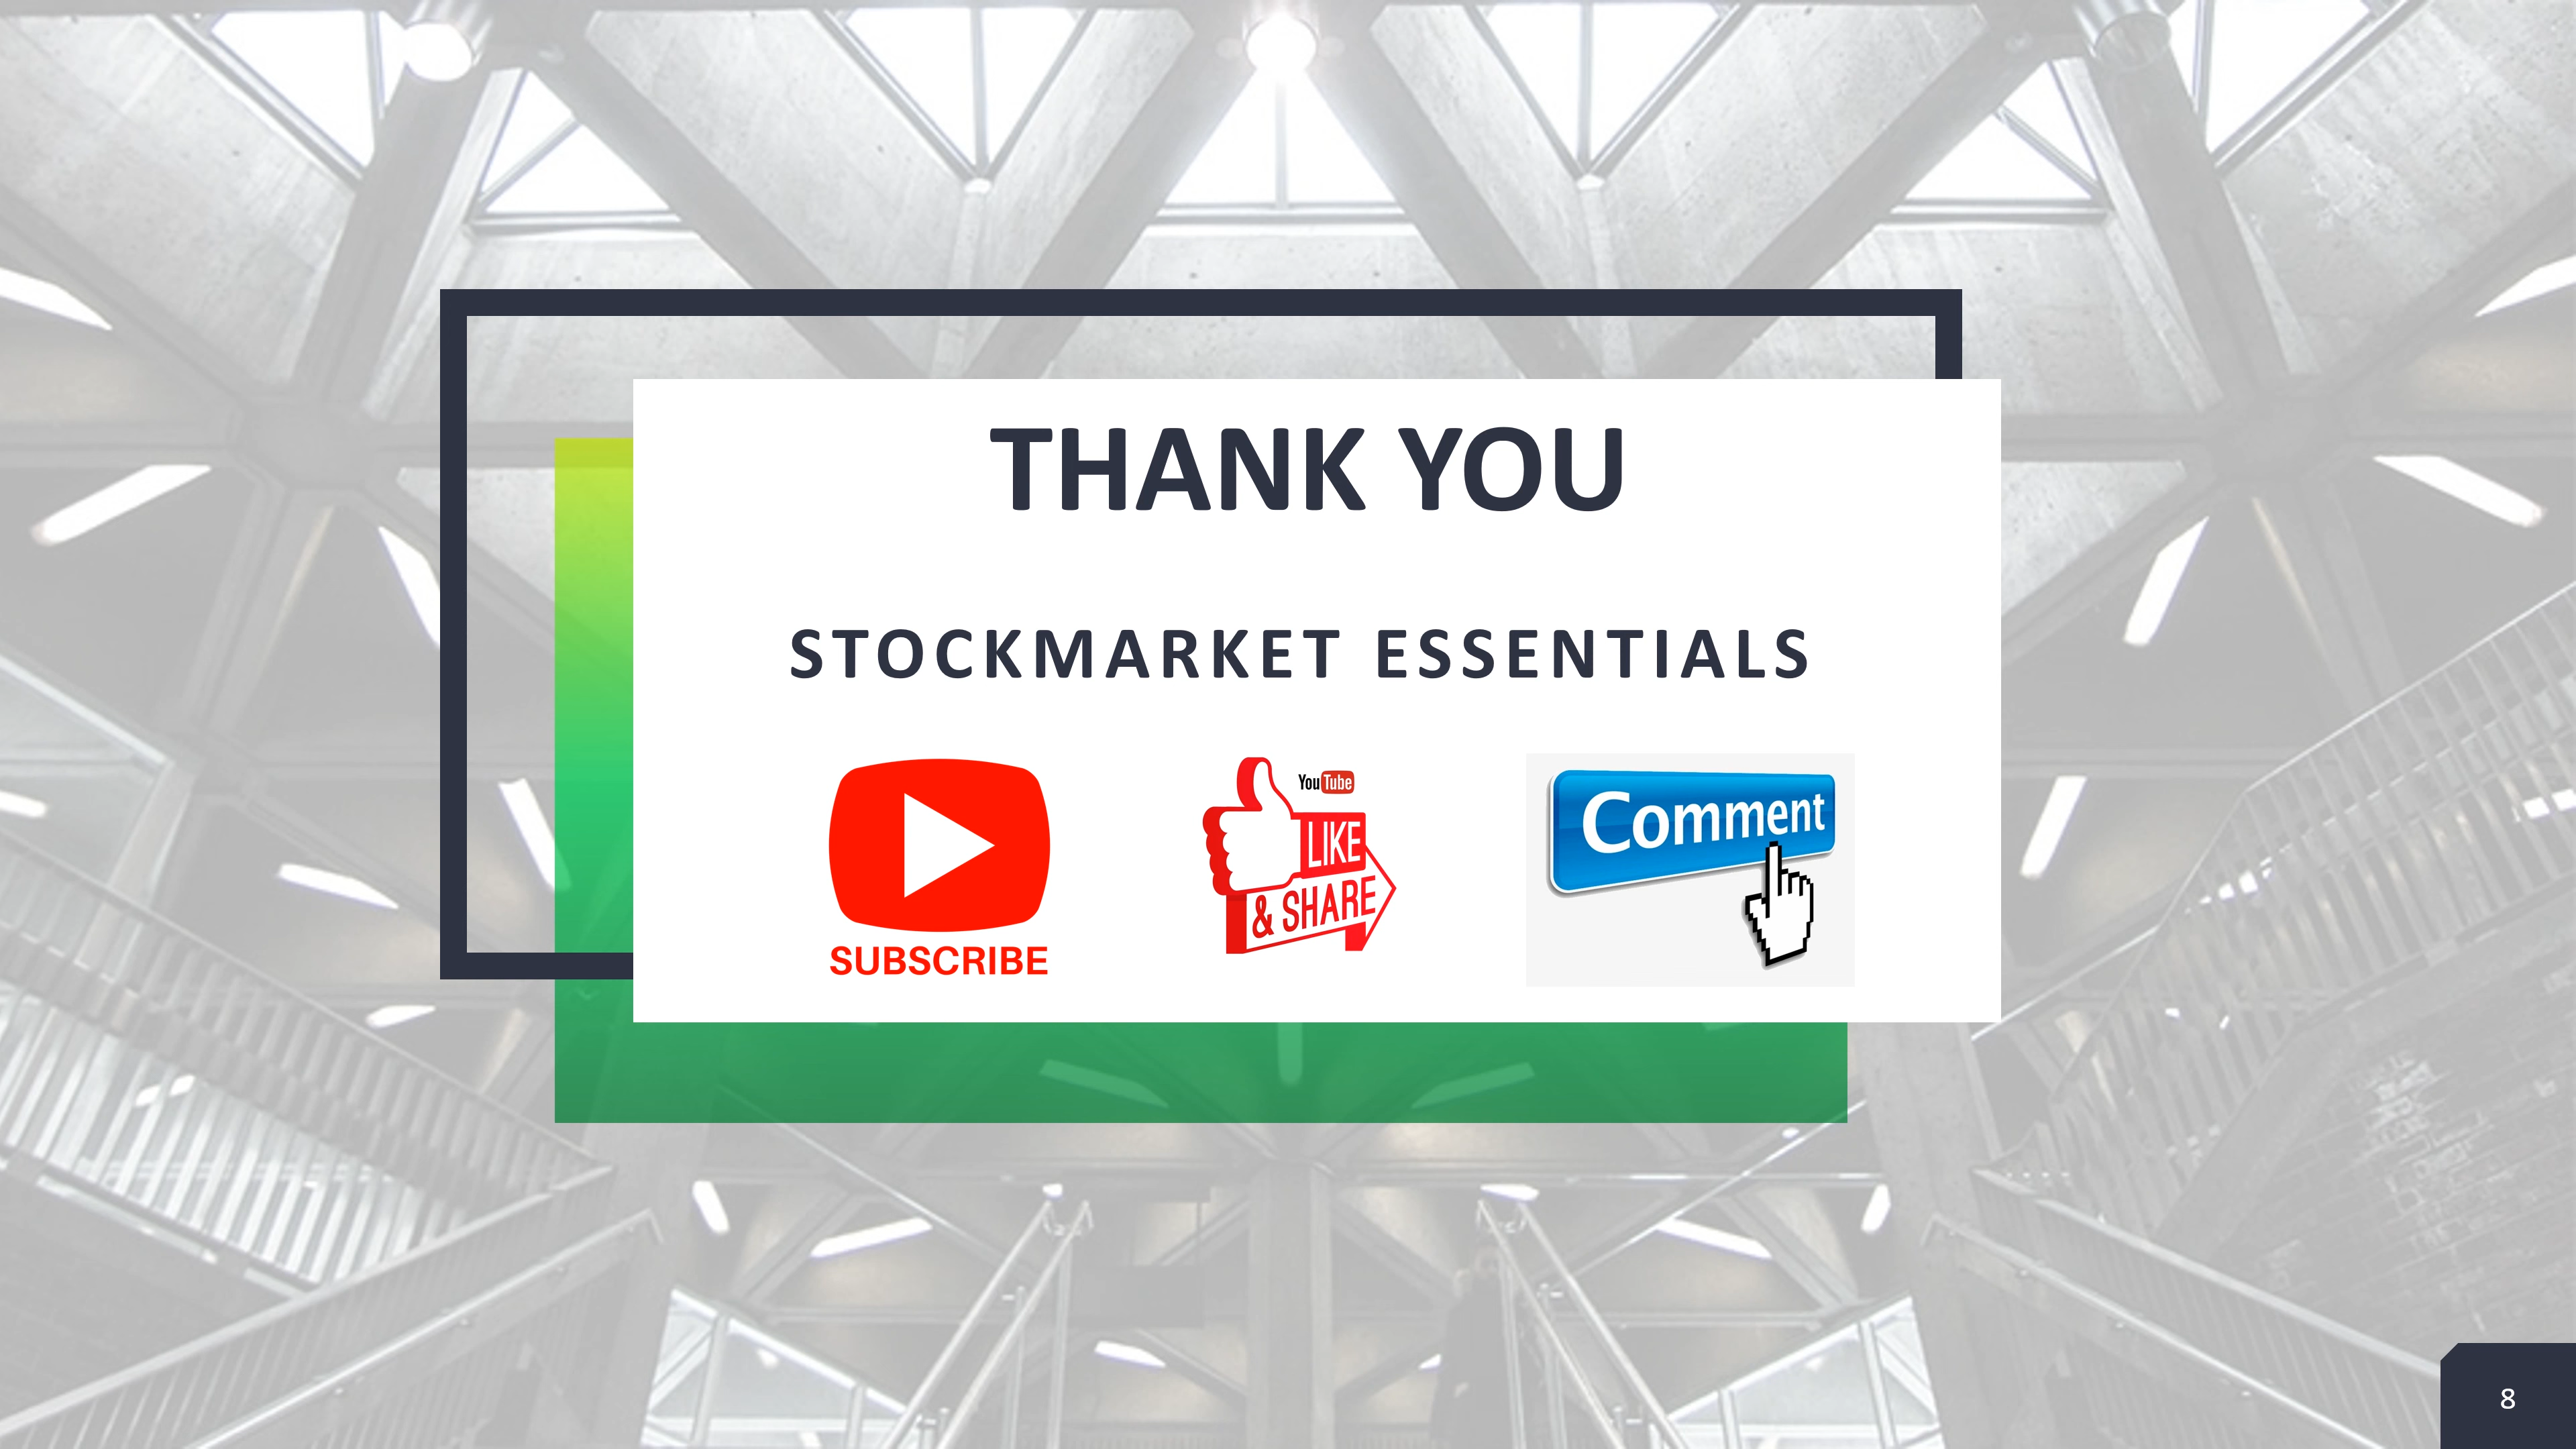 THANK YOU
STOCKMARKET ESSENTIALS
YouTube
LIKE
& SHARE
SUBSCRIBE
Comment
8